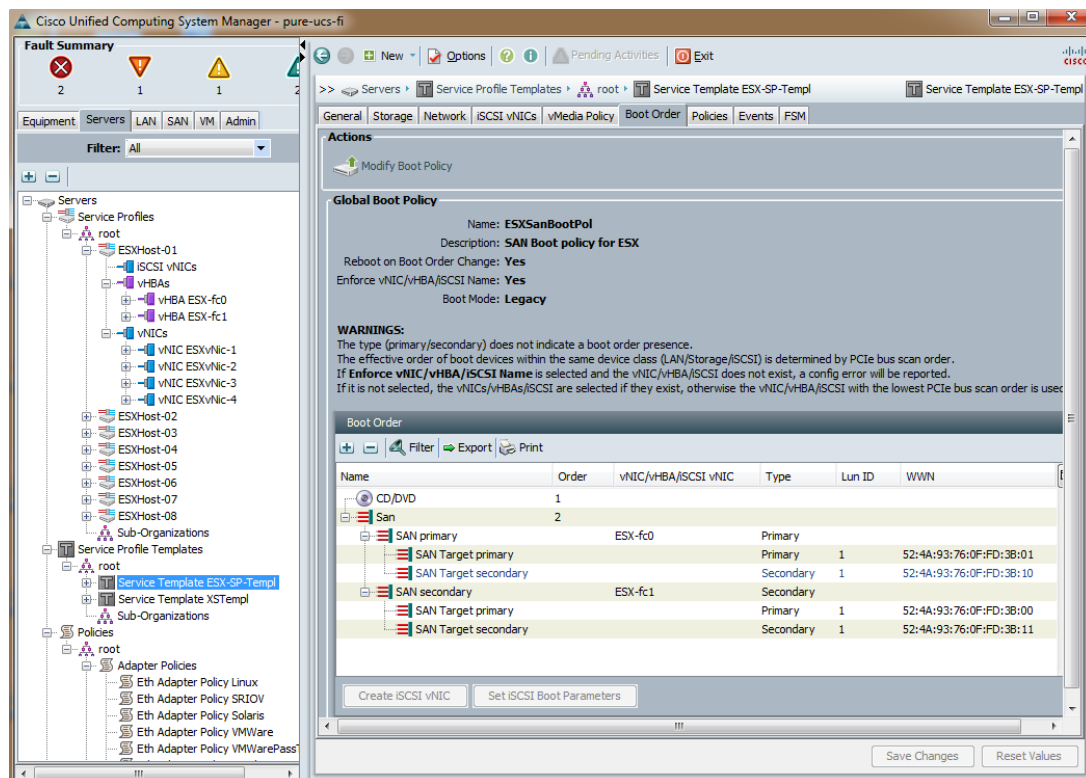 Cisco Unified Computing System Manager - pure-ucs-fi
Fault Summary
2 1 1 2
Equipment Servers LAN SAN VM Admin
Filter: All
Servers
Service Profiles
root
ESXHost-01
iSCSI vNICs
vHBAs
vHBA ESX-fc0
vHBA ESX-fc1
vNICs
vNIC ESXvNic-1
vNIC ESXvNic-2
vNIC ESXvNic-3
vNIC ESXvNic-4
ESXHost-02
ESXHost-03
ESXHost-04
ESXHost-05
ESXHost-06
ESXHost-07
ESXHost-08
Sub-Organizations
Service Profile Templates
root
Service Template ESX-SP-Templ
Service Template XSTempl
Sub-Organizations
Policies
root
Adapter Policies
Eth Adapter Policy Linux
Eth Adapter Policy SRIOV
Eth Adapter Policy Solaris
Eth Adapter Policy VMWare
Eth Adapter Policy VMWarePassT
New Options Pending Activities Exit
CISCO
>> Servers Service Profile Templates root Service Template ESX-SP-Templ Service Template ESX-SP-Templ
General Storage Network iSCSI vNICs vMedia Policy Boot Order Policies Events FSM
Actions
Modify Boot Policy
Global Boot Policy
Name: ESXSanBootPol
Description: SAN Boot policy for ESX
Reboot on Boot Order Change: Yes
Enforce vNIC/vHBA/iSCSI Name: Yes
Boot Mode: Legacy
WARNINGS:
The type (primary/secondary) does not indicate a boot order presence.
The effective order of boot devices within the same device class (LAN/Storage/iSCSI) is determined by PCIe bus scan order.
If Enforce vNIC/vHBA/iSCSI Name is selected and the vNIC/vHBA/iSCSI does not exist, a config error will be reported.
If it is not selected, the vNICs/vHBAs/iSCSI are selected if they exist, otherwise the vNIC/vHBA/iSCSI with the lowest PCIe bus scan order is used
Boot Order
Filter Export Print
Name Order vNIC/vHBA/iSCSI vNIC Type Lun ID WWN
CD/DVD 1
San 2
SAN primary ESX-fc0 Primary
SAN Target primary Primary 1 52:4A:93:76:0F:FD:3B:01
SAN Target secondary Secondary 1 52:4A:93:76:0F:FD:3B:10
SAN secondary ESX-fc1 Secondary
SAN Target primary Primary 1 52:4A:93:76:0F:FD:3B:00
SAN Target secondary Secondary 1 52:4A:93:76:0F:FD:3B:11
Create iSCSI vNIC Set iSCSI Boot Parameters
Save Changes Reset Values